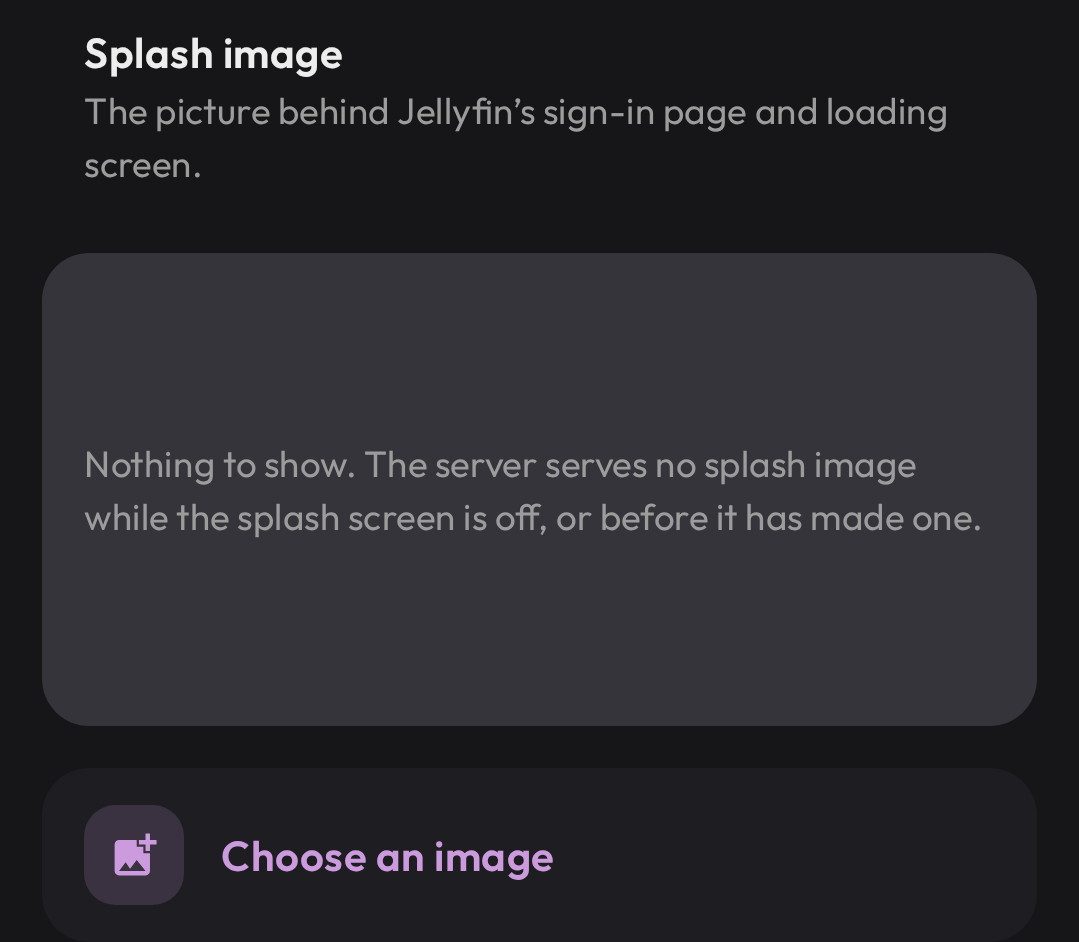 Splash image
The picture behind Jellyfin’s sign-in page and loading
screen.
Nothing to show. The server serves no splash image
while the splash screen is off, or before it has made one.
Choose an image